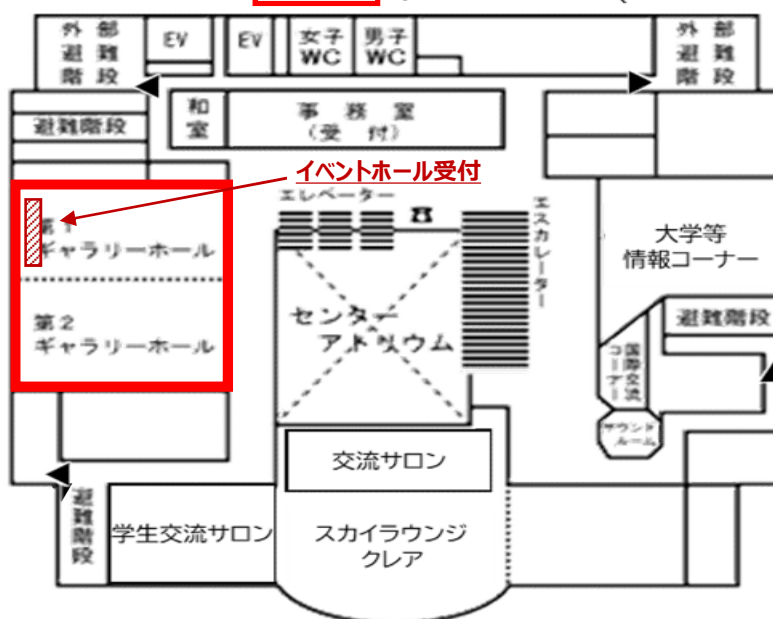 外部
避難
階段
EV
EV
女子
WC
男子
WC
外部
避難
階段
避難階段
和
室
事務室
(受付)
イベントホール受付
エレベーター
エスカレーター
第1
ギャラリーホール
大学等
情報コーナー
第2
ギャラリーホール
センター
アトリウム
避難階段
国際交流
コーナー
サウンド
ルーム
交流サロン
避難階段
学生交流サロン
スカイラウンジ
クレア